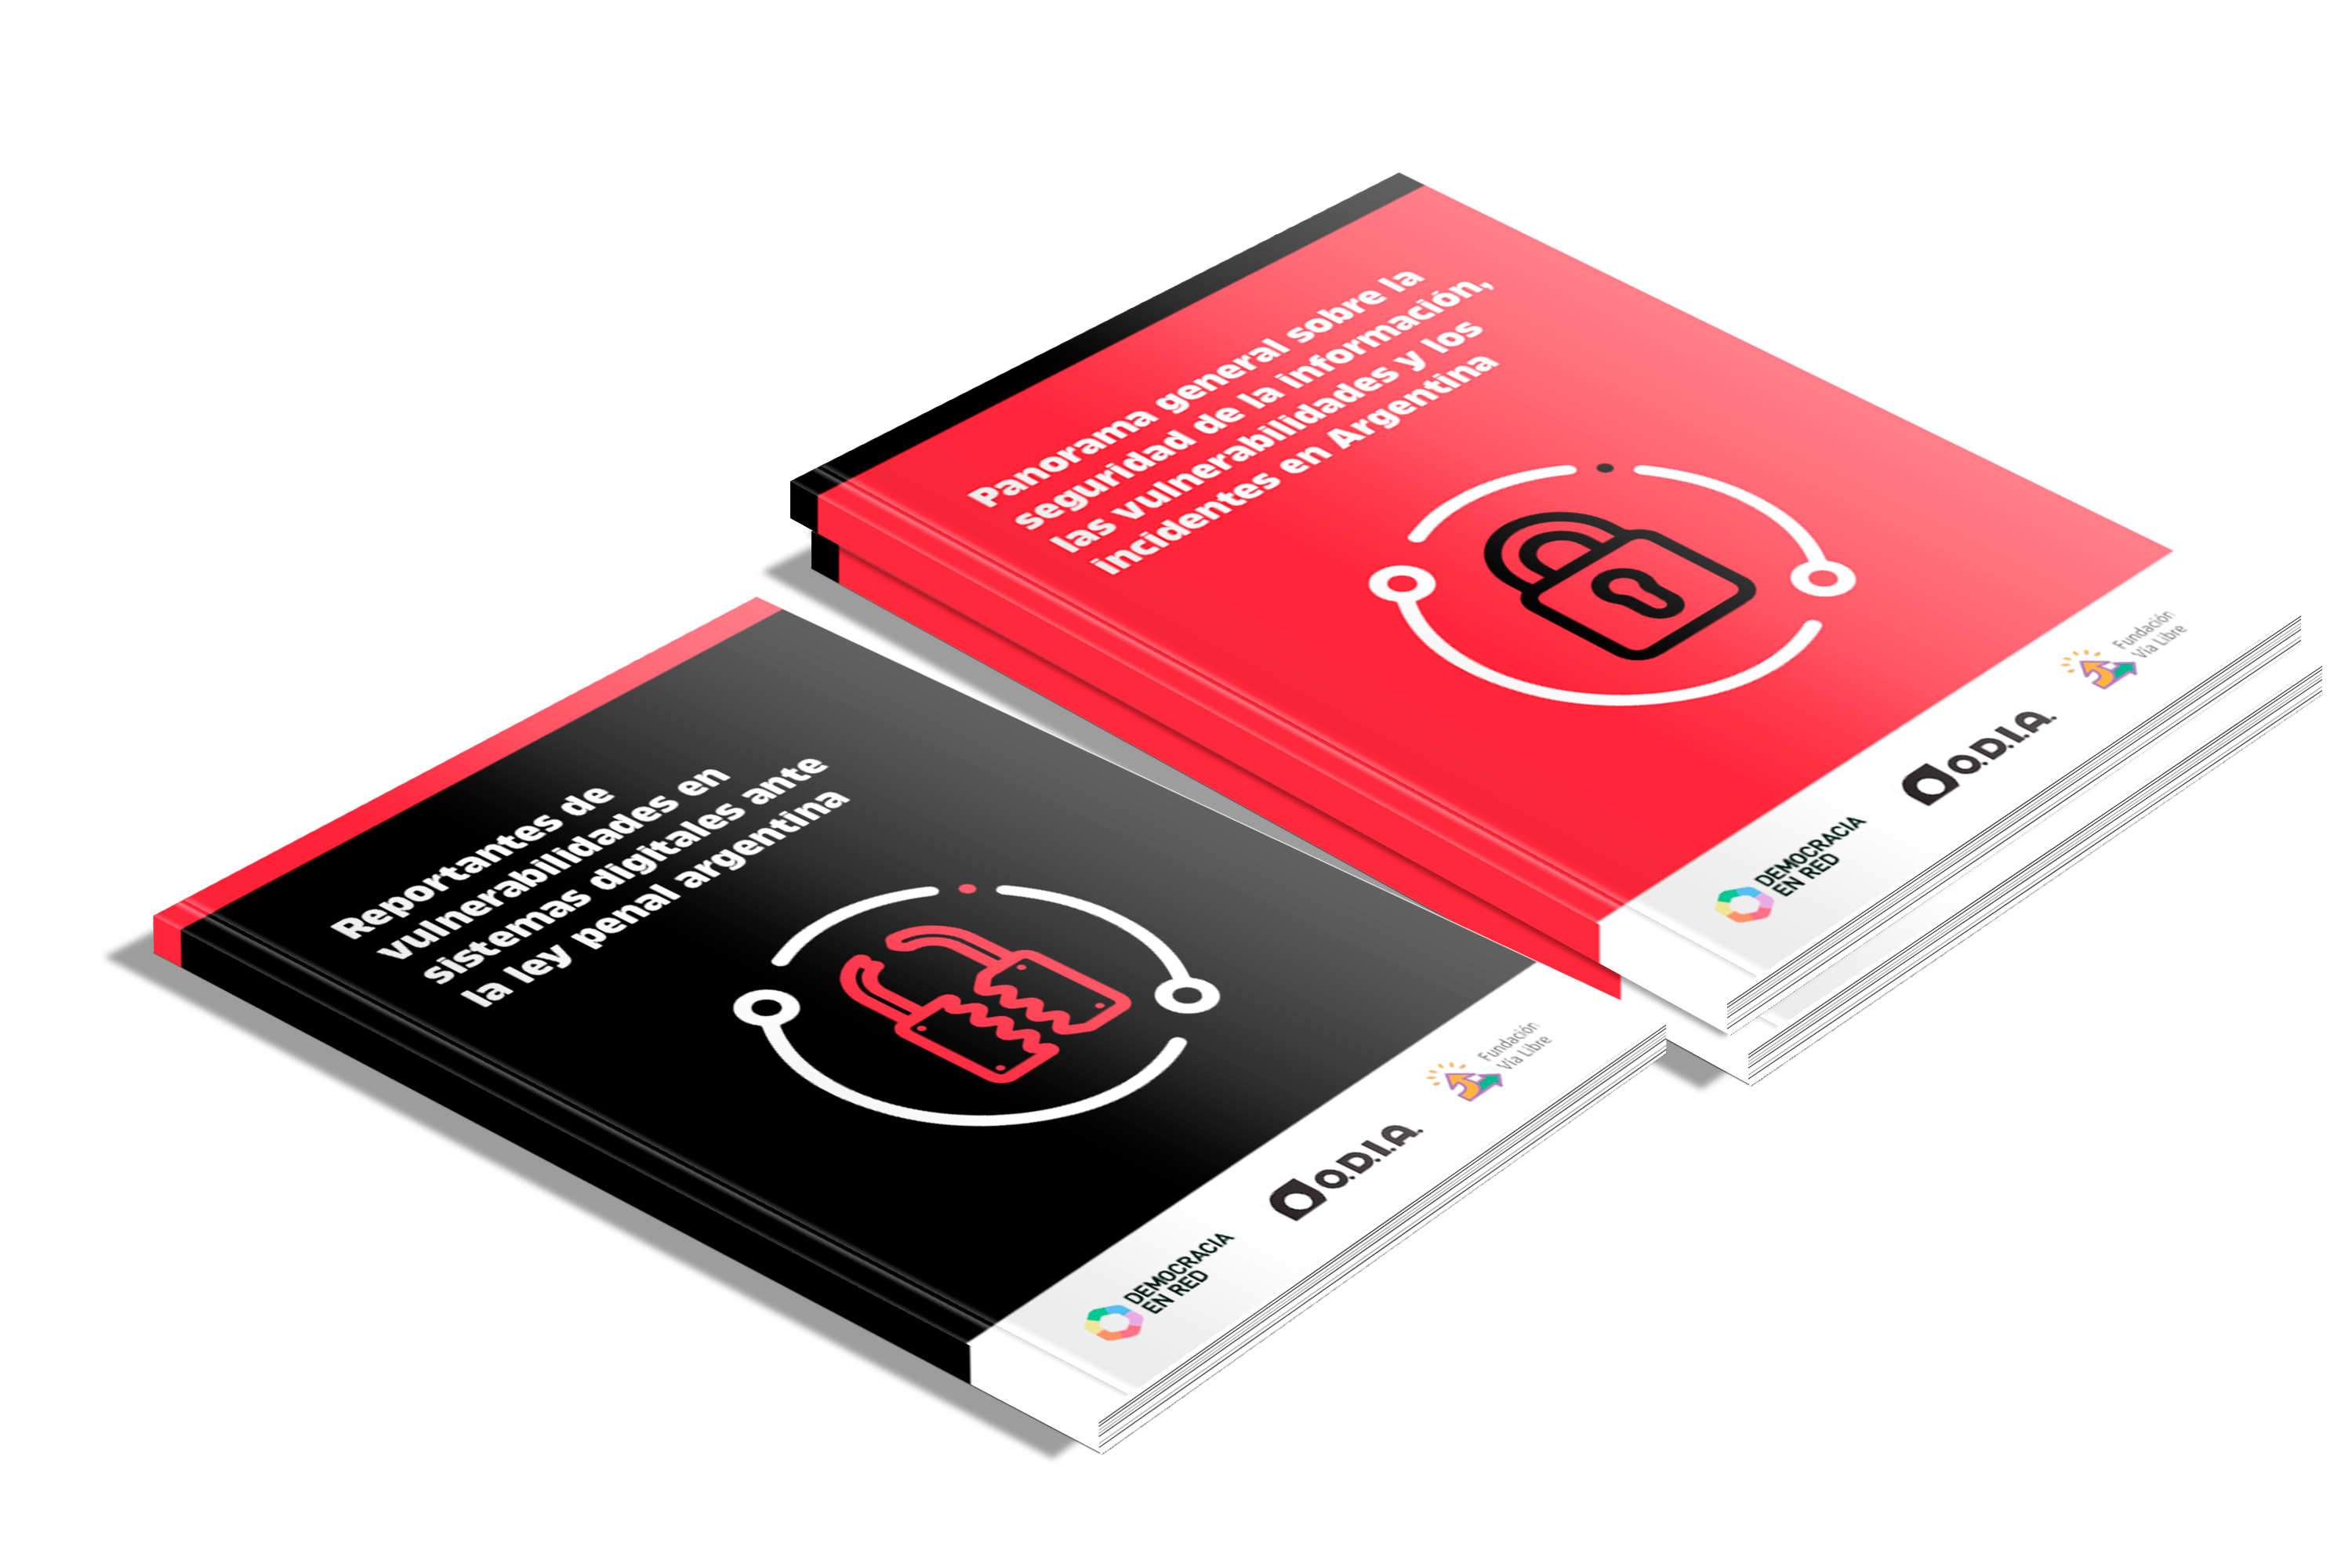 Panorama general sobre la
seguridad de la información,
las vulnerabilidades y los
incidentes en Argentina
DEMOCRACIA
EN RED
O.D.I.A.
Fundación
Vía Libre
Reportantes de
vulnerabilidades en
sistemas digitales ante
la ley penal argentina
DEMOCRACIA
EN RED
O.D.I.A.
Fundación
Vía Libre